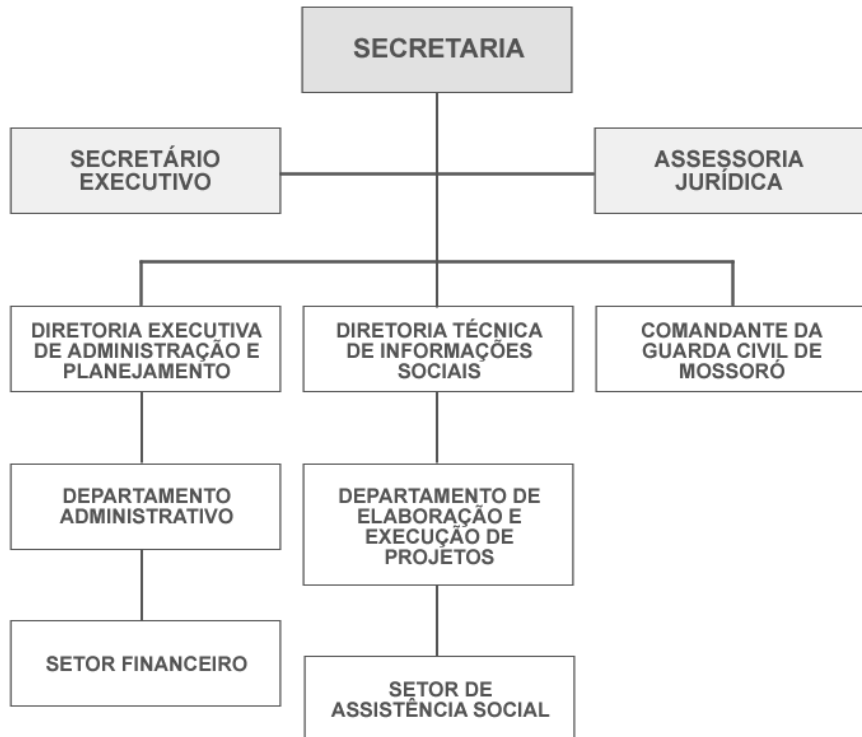 SECRETARIA
SECRETÁRIO
EXECUTIVO
ASSESSORIA
JURÍDICA
DIRETORIA EXECUTIVA
DE ADMINISTRAÇÃO E
PLANEJAMENTO
DIRETORIA TÉCNICA
DE INFORMAÇÕES
SOCIAIS
COMANDANTE DA
GUARDA CIVIL DE
MOSSORÓ
DEPARTAMENTO
ADMINISTRATIVO
DEPARTAMENTO DE
ELABORAÇÃO E
EXECUÇÃO DE
PROJETOS
SETOR FINANCEIRO
SETOR DE
ASSISTÊNCIA SOCIAL